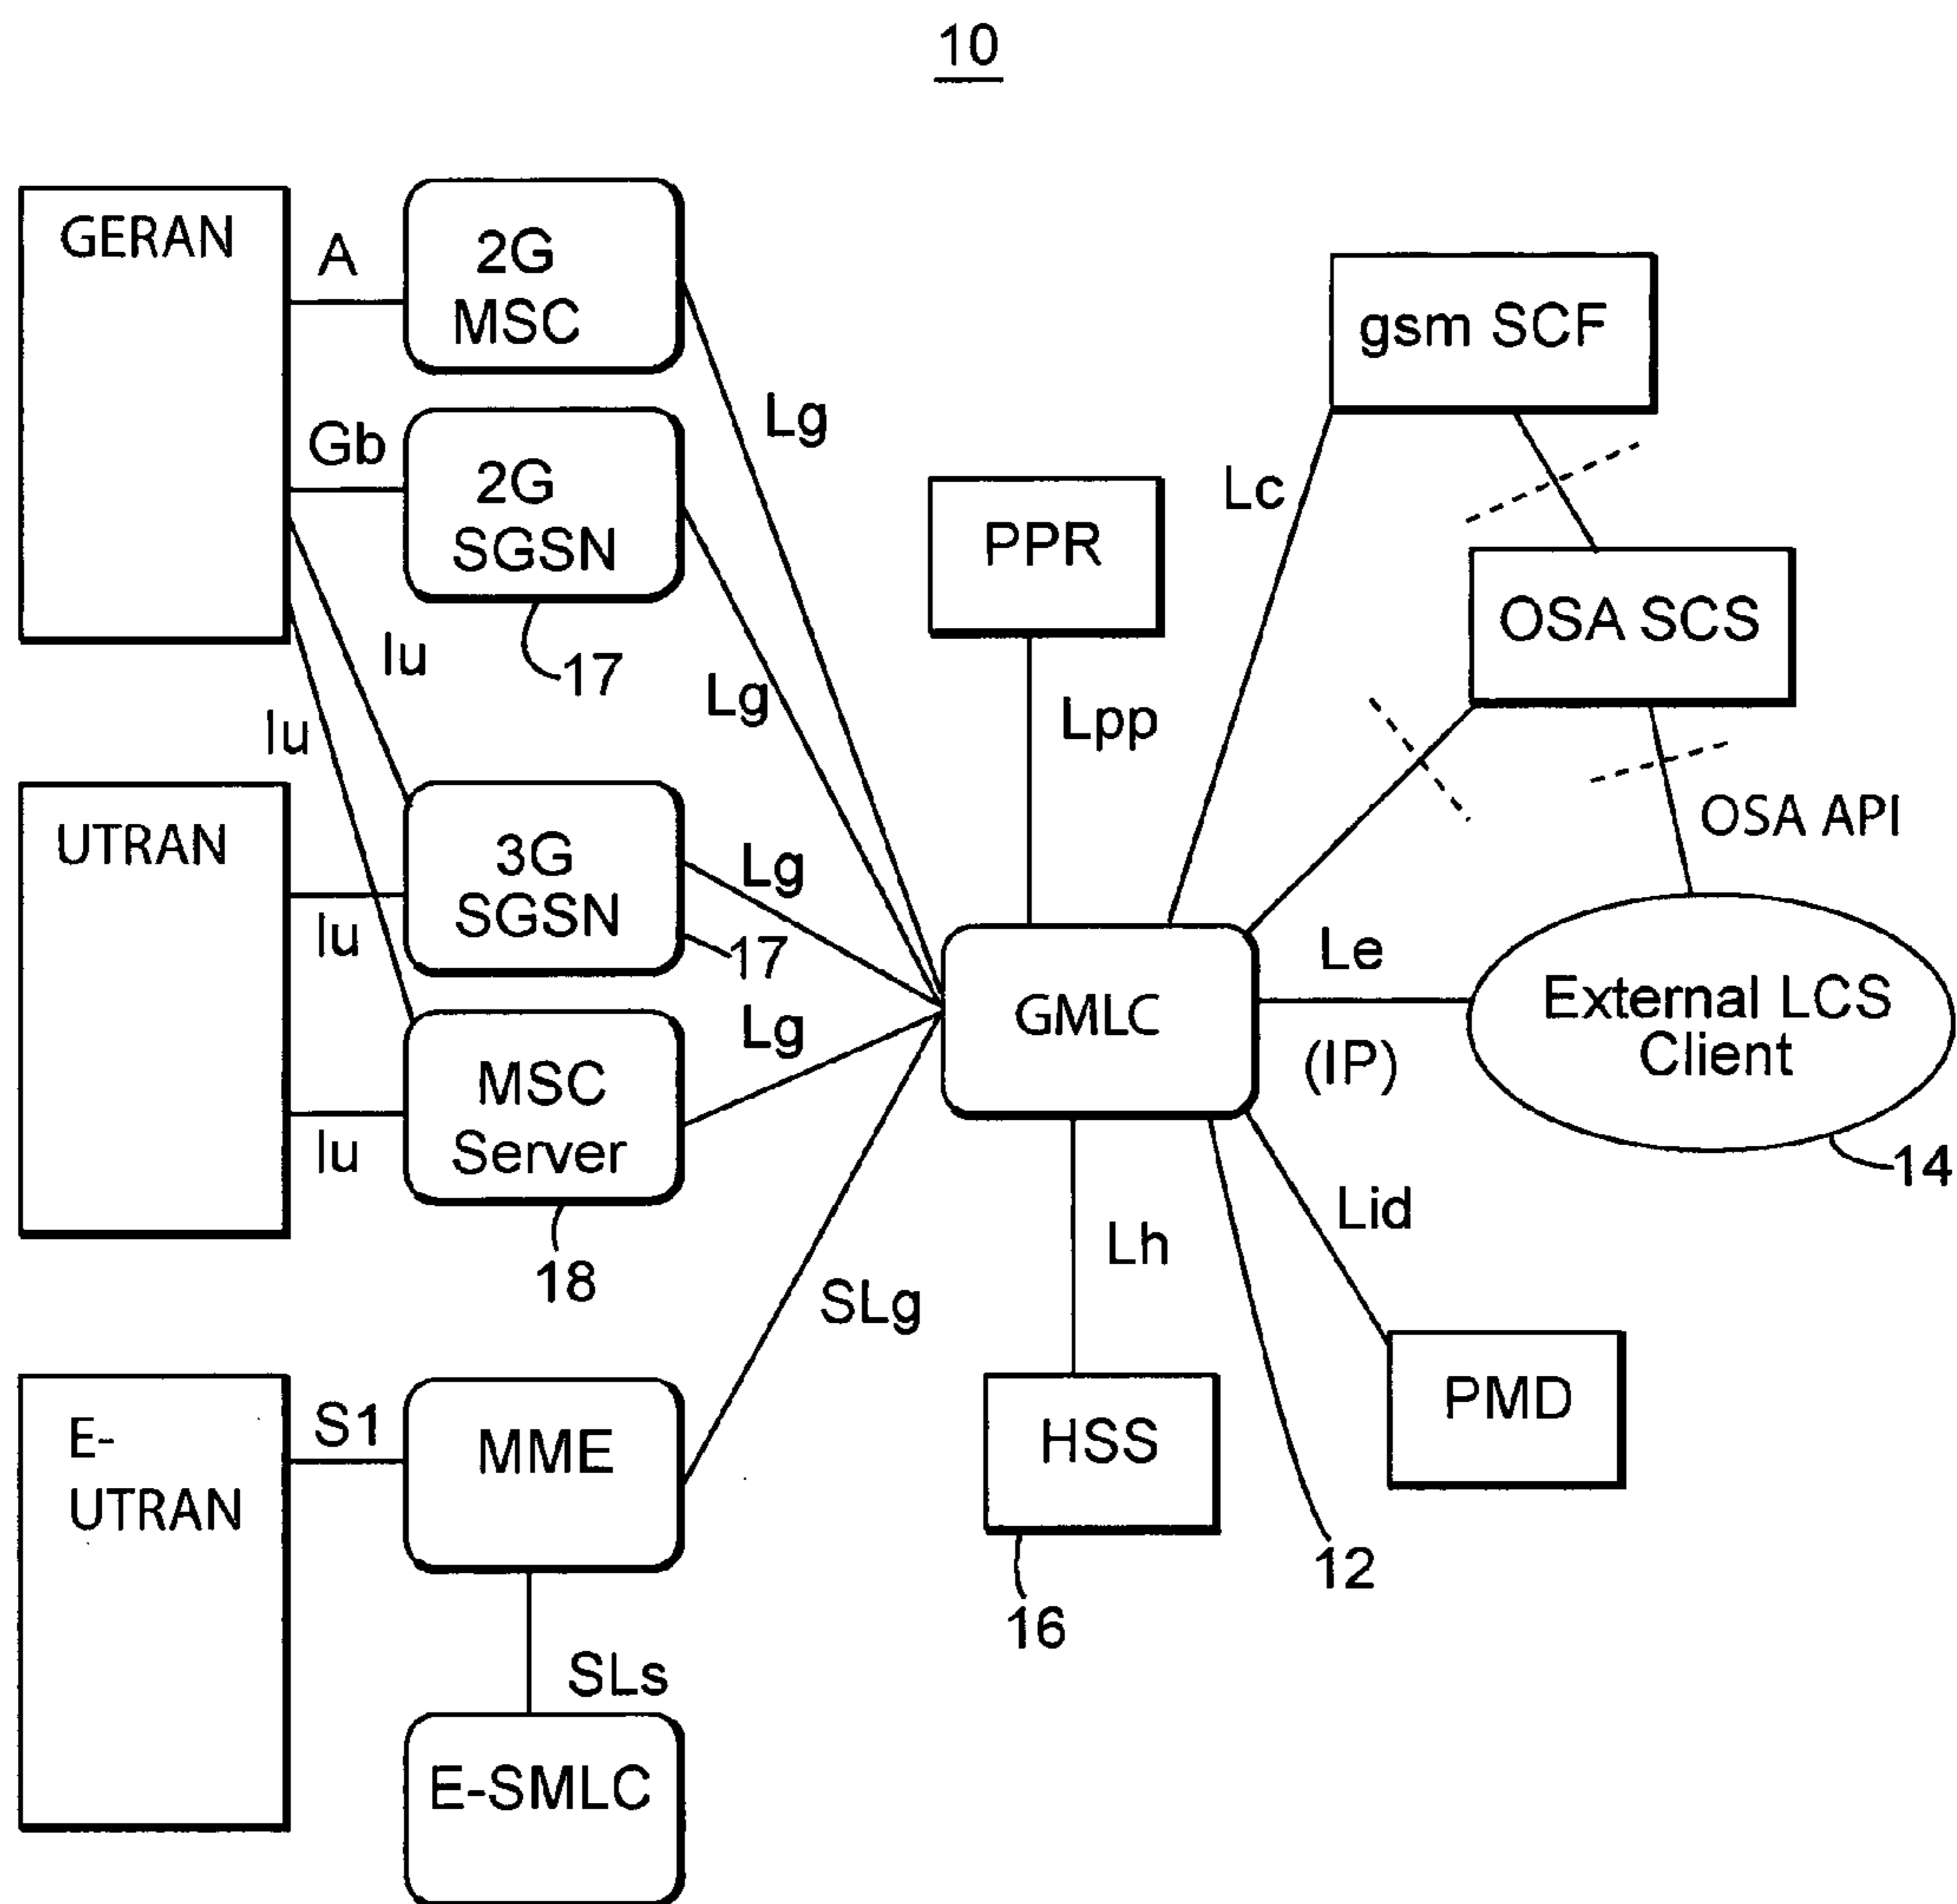 10
GERAN
A
2G
MSC
Gb
2G
SGSN
17
Iu
Iu
Lg
Lg
gsm SCF
Lc
PPR
Lpp
OSA SCS
OSA API
UTRAN
Iu
3G
SGSN
Lg
17
Iu
MSC
Server
Lg
18
GMLC
Le
(IP)
External LCS
Client
14
Lid
Lh
SLg
E-
UTRAN
S1
MME
HSS
16
12
PMD
SLs
E-SMLC